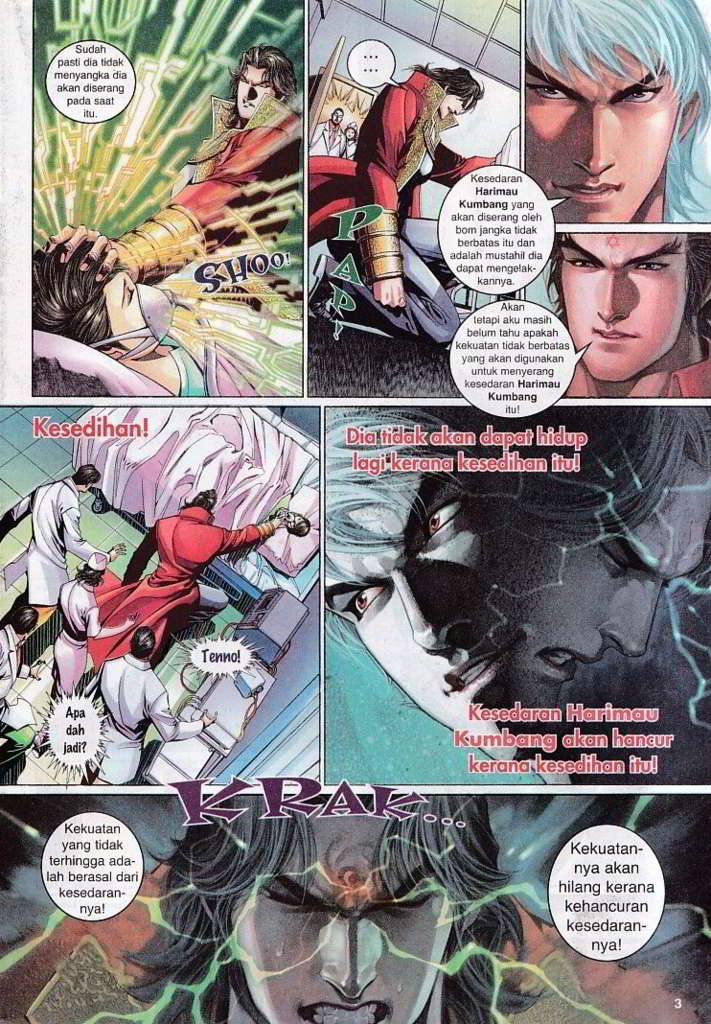 Sudah
pasti dia tidak
menyangka dia
akan diserang
pada saat
itu.
SHOO!
...
...
PAP!
Kesedaran
Harimau
Kumbang yang
akan diserang oleh
bom jangka tidak
berbatas itu dan
adalah mustahil dia
dapat mengelak-
kannya.
Akan
tetapi aku masih
belum tahu apakah
kekuatan tidak berbatas
yang akan digunakan
untuk menyerang
kesedaran Harimau
Kumbang
itu!
Kesedihan!
Tenno!
Apa
dah
jadi?
Dia tidak akan dapat hidup
lagi kerana kesedihan itu!
Kesedaran Harimau
Kumbang akan hancur
kerana kesedihan itu!
KRAK...
Kekuatan
yang tidak
terhingga ada-
lah berasal dari
kesedaran-
nya!
Kekuatan-
nya akan
hilang kerana
kehancuran
kesedaran-
nya!
3